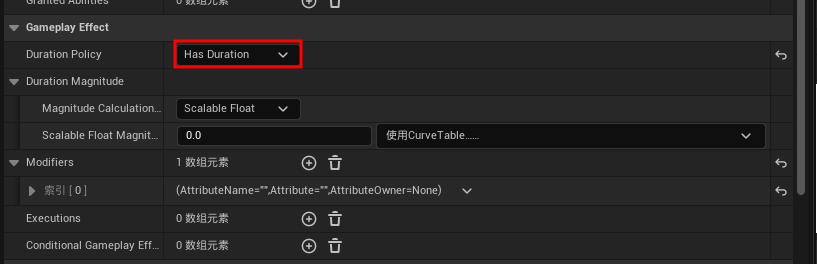 Granted Abilities 0 数组元素
Gameplay Effect
Duration Policy Has Duration
Duration Magnitude
Magnitude Calculation... Scalable Float
Scalable Float Magnit... 0.0 使用CurveTable......
Modifiers 1 数组元素
索引 [ 0 ] (AttributeName="",Attribute="",AttributeOwner=None)
Executions 0 数组元素
Conditional Gameplay Eff... 0 数组元素